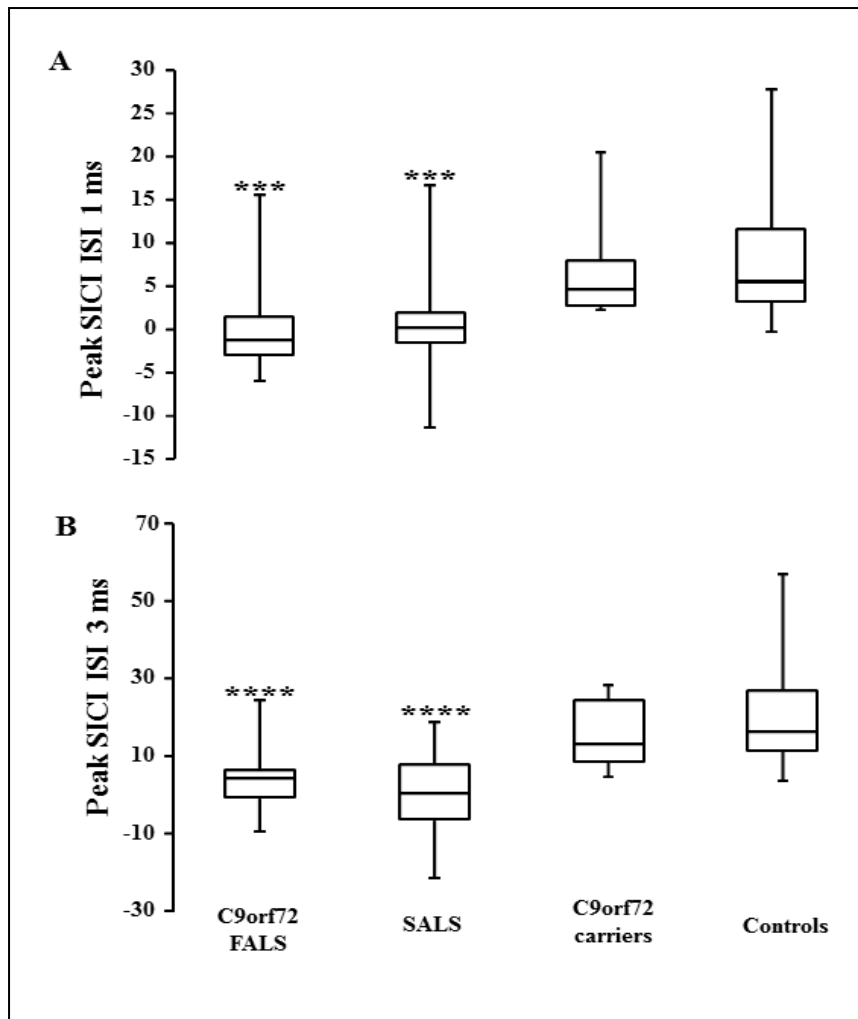 A
Peak SICI ISI 1 ms
30
25
20
15
10
5
0
-5
-10
-15
***
***
B
Peak SICI ISI 3 ms
70
50
30
10
-10
-30
****
****
C9orf72
FALS
SALS
C9orf72
carriers
Controls